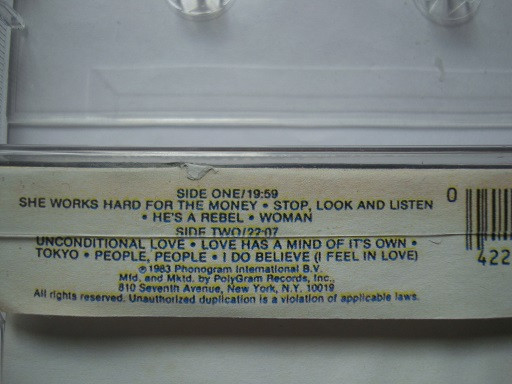 SIDE ONE/19:59
SHE WORKS HARD FOR THE MONEY • STOP, LOOK AND LISTEN
• HE'S A REBEL • WOMAN
SIDE TWO/22:07
UNCONDITIONAL LOVE • LOVE HAS A MIND OF IT'S OWN •
TOKYO • PEOPLE, PEOPLE • I DO BELIEVE (I FEEL IN LOVE)
℗ 1983 Phonogram International B.V.
Mfd. and Mktd. by PolyGram Records, Inc.,
810 Seventh Avenue, New York, N.Y. 10019
All rights reserved. Unauthorized duplication is a violation of applicable laws.
0
422